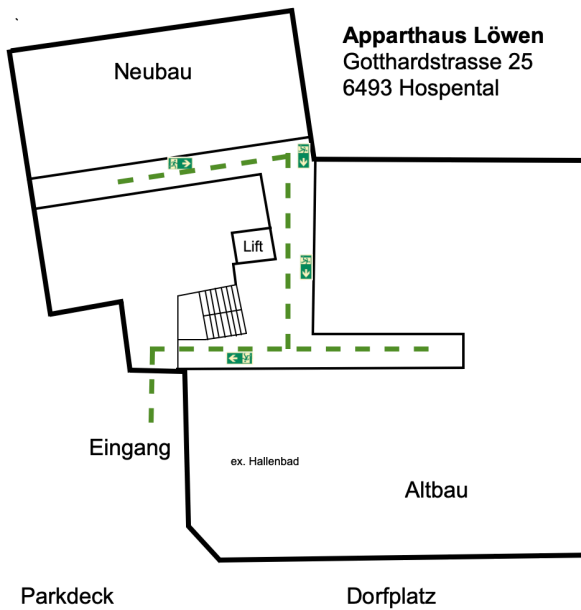 Apparthaus Löwen
Gotthardstrasse 25
6493 Hospental
Neubau
Lift
Eingang
ex. Hallenbad
Altbau
Parkdeck
Dorfplatz